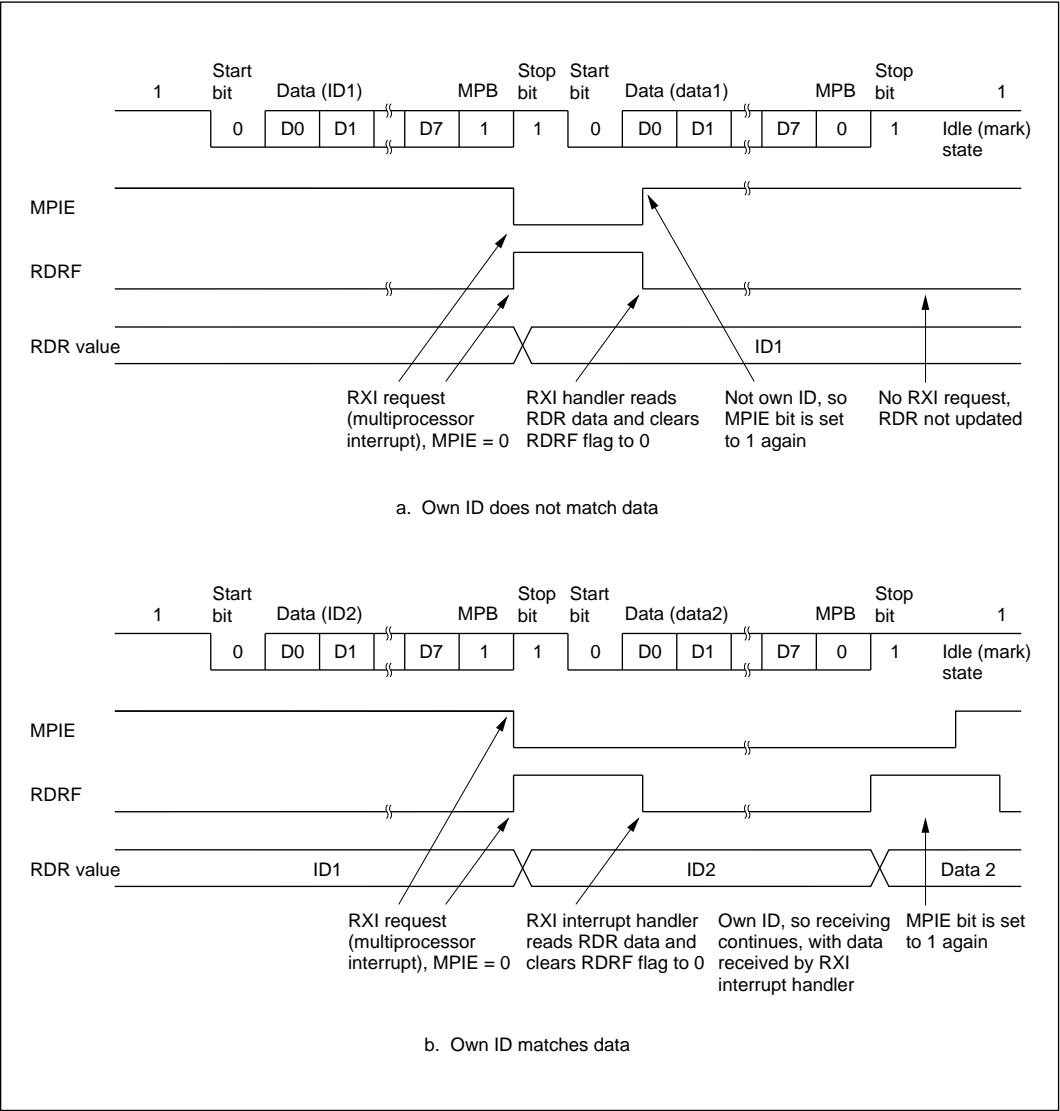 Start Stop Start Stop
1 bit Data (ID1) MPB bit bit Data (data1) MPB bit 1
0 D0 D1 D7 1 1 0 D0 D1 D7 0 1 Idle (mark)
state
MPIE
RDRF
RDR value ID1
RXI request RXI handler reads Not own ID, so No RXI request,
(multiprocessor RDR data and clears MPIE bit is set RDR not updated
interrupt), MPIE = 0 RDRF flag to 0 to 1 again
a. Own ID does not match data
Start Stop Start Stop
1 bit Data (ID2) MPB bit bit Data (data2) MPB bit 1
0 D0 D1 D7 1 1 0 D0 D1 D7 0 1 Idle (mark)
state
MPIE
RDRF
RDR value ID1 ID2 Data 2
RXI request RXI interrupt handler Own ID, so receiving MPIE bit is set
(multiprocessor reads RDR data and continues, with data to 1 again
interrupt), MPIE = 0 clears RDRF flag to 0 received by RXI
interrupt handler
b. Own ID matches data